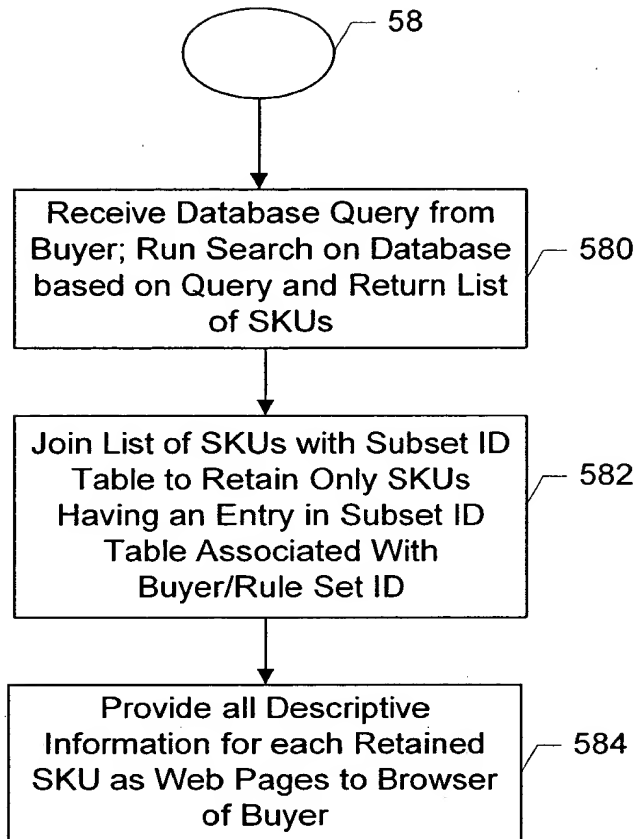 58
Receive Database Query from
Buyer; Run Search on Database
based on Query and Return List
of SKUs
580
Join List of SKUs with Subset ID
Table to Retain Only SKUs
Having an Entry in Subset ID
Table Associated With
Buyer/Rule Set ID
582
Provide all Descriptive
Information for each Retained
SKU as Web Pages to Browser
of Buyer
584